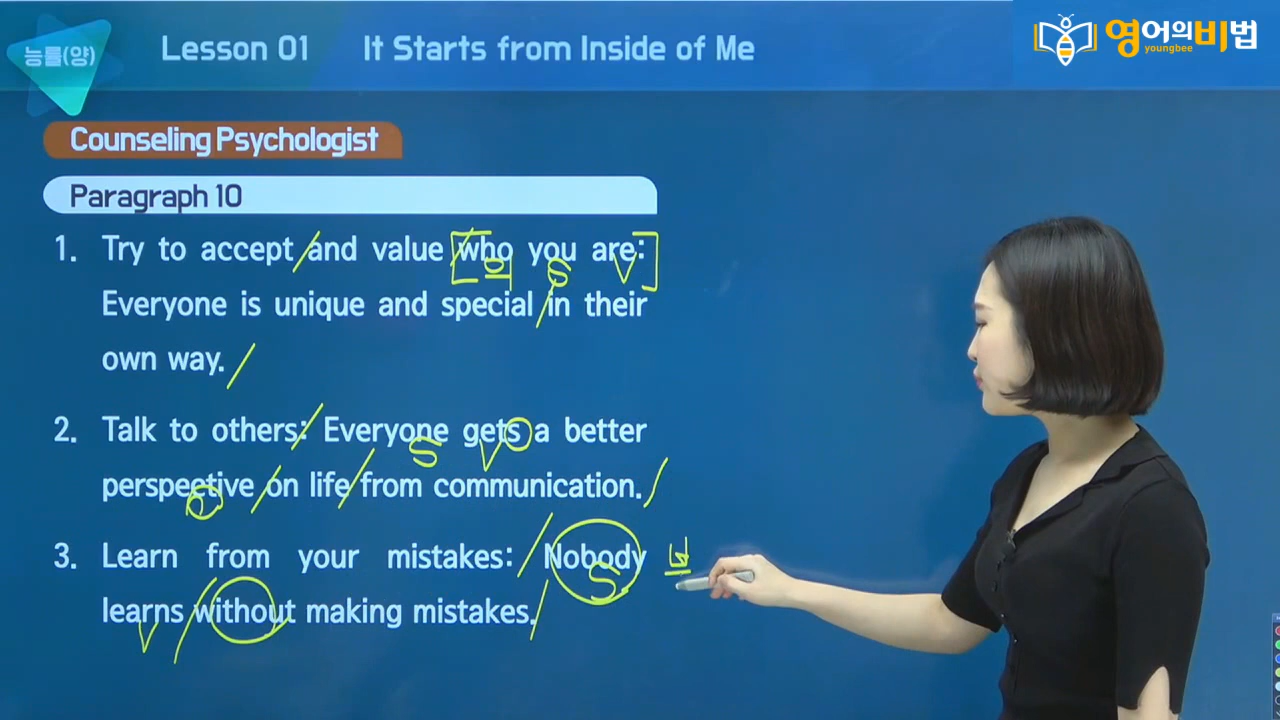 능률(양)
Lesson 01 It Starts from Inside of Me
영어의비법
youngbee
Counseling Psychologist
Paragraph 10
1. Try to accept / and value / [who you are:]
의 S V
Everyone is unique and special / in their
own way. /
2. Talk to others: / Everyone gets a better
S V
perspective / on life / from communication. /
3. Learn from your mistakes: / Nobody
S
learns / without making mistakes. /
V